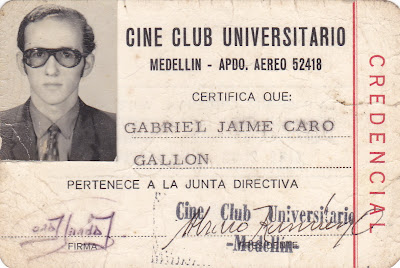 CINE CLUB UNIVERSITARIO
MEDELLIN - APDO. AEREO 52418
CERTIFICA QUE:
GABRIEL JAIME CARO
GALLON
PERTENECE A LA JUNTA DIRECTIVA
Cine Club Universitario
-Medellín-
FIRMA
CREDENCIAL